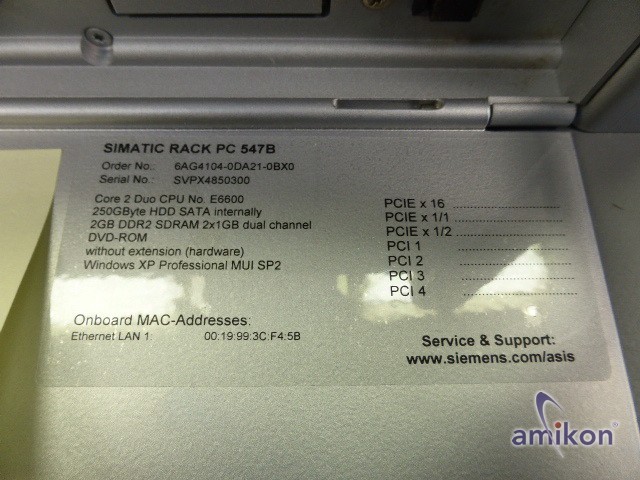 SIMATIC RACK PC 547B
Order No.: 6AG4104-0DA21-0BX0
Serial No.: SVPX4850300
Core 2 Duo CPU No. E6600
250GByte HDD SATA internally
2GB DDR2 SDRAM 2x1GB dual channel
DVD-ROM
without extension (hardware)
Windows XP Professional MUI SP2
PCIE x 16
PCIE x 1/1
PCIE x 1/2
PCI 1
PCI 2
PCI 3
PCI 4
Onboard MAC-Addresses:
Ethernet LAN 1: 00:19:99:3C:F4:5B
Service & Support:
www.siemens.com/asis
amikon